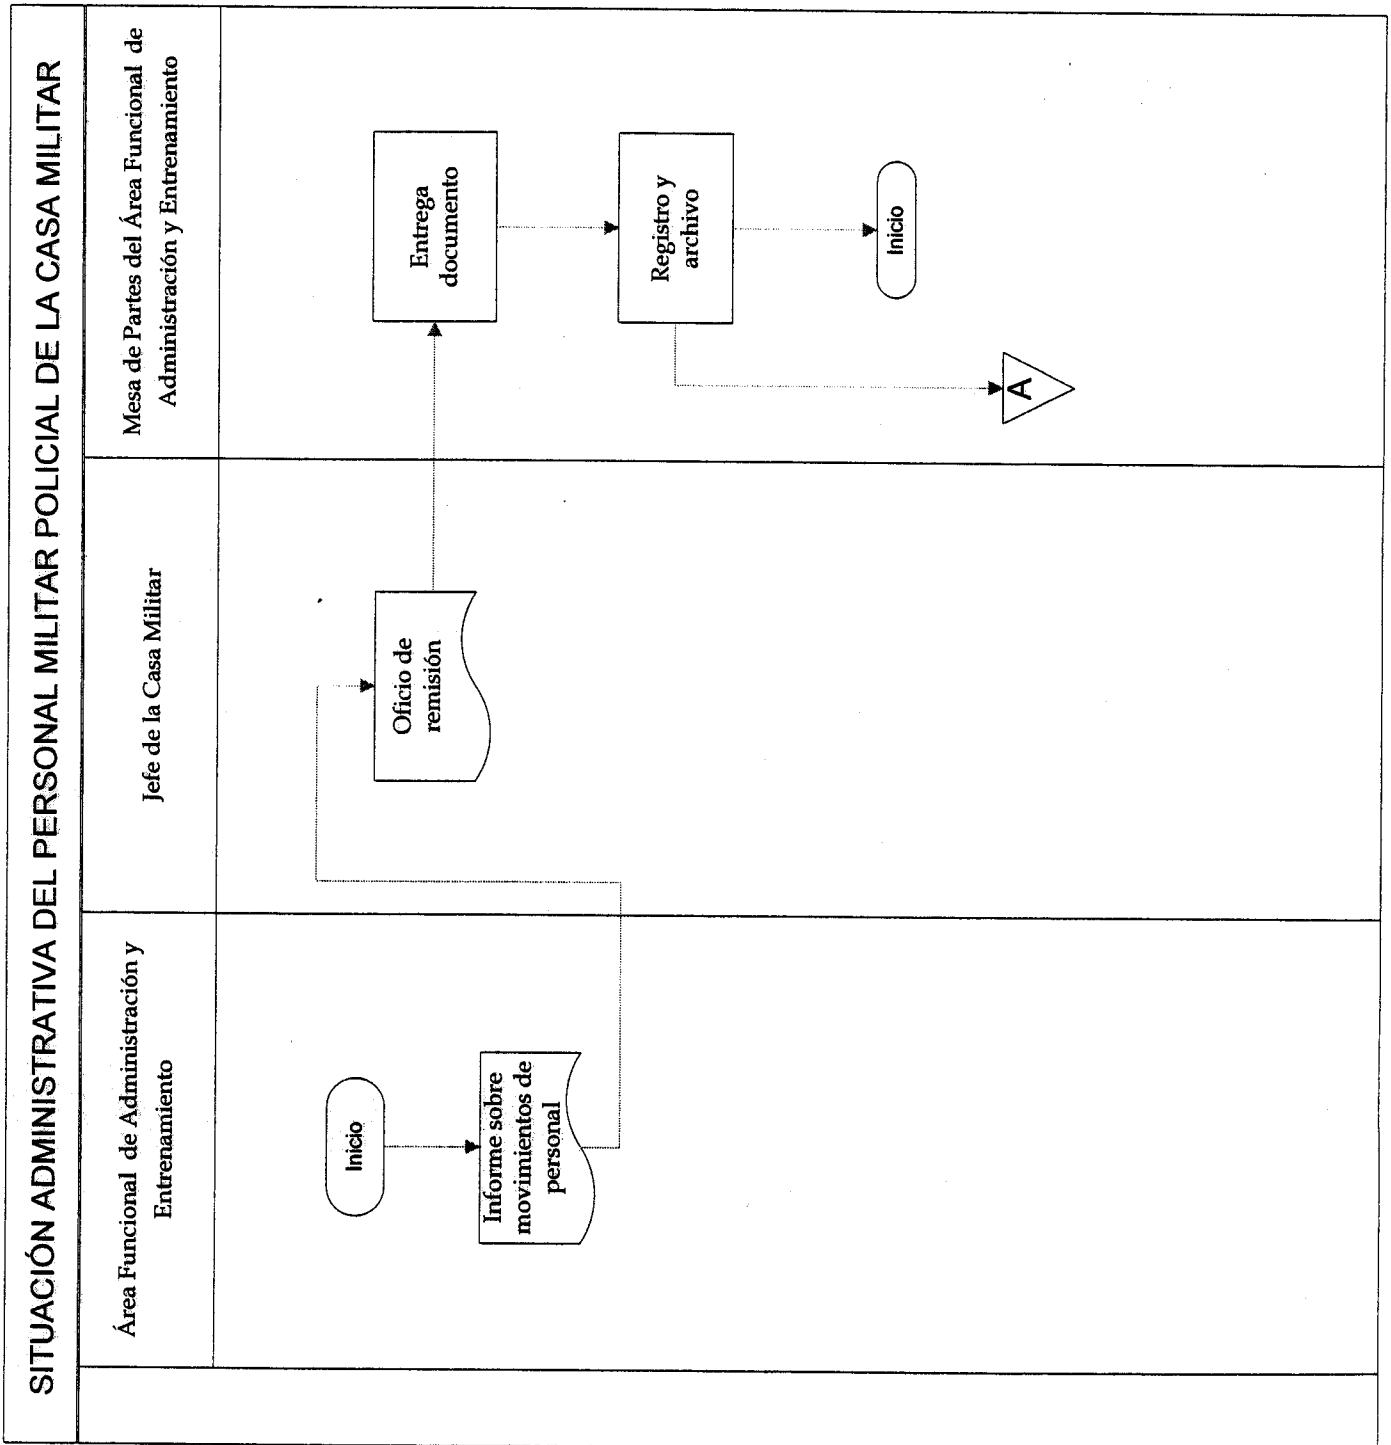 SITUACIÓN ADMINISTRATIVA DEL PERSONAL MILITAR POLICIAL DE LA CASA MILITAR
Área Funcional de Administración y
Entrenamiento
Jefe de la Casa Militar
Mesa de Partes del Área Funcional de
Administración y Entrenamiento
Inicio
Informe sobre
movimientos de
personal
Oficio de
remisión
Entrega
documento
Registro y
archivo
Inicio
A